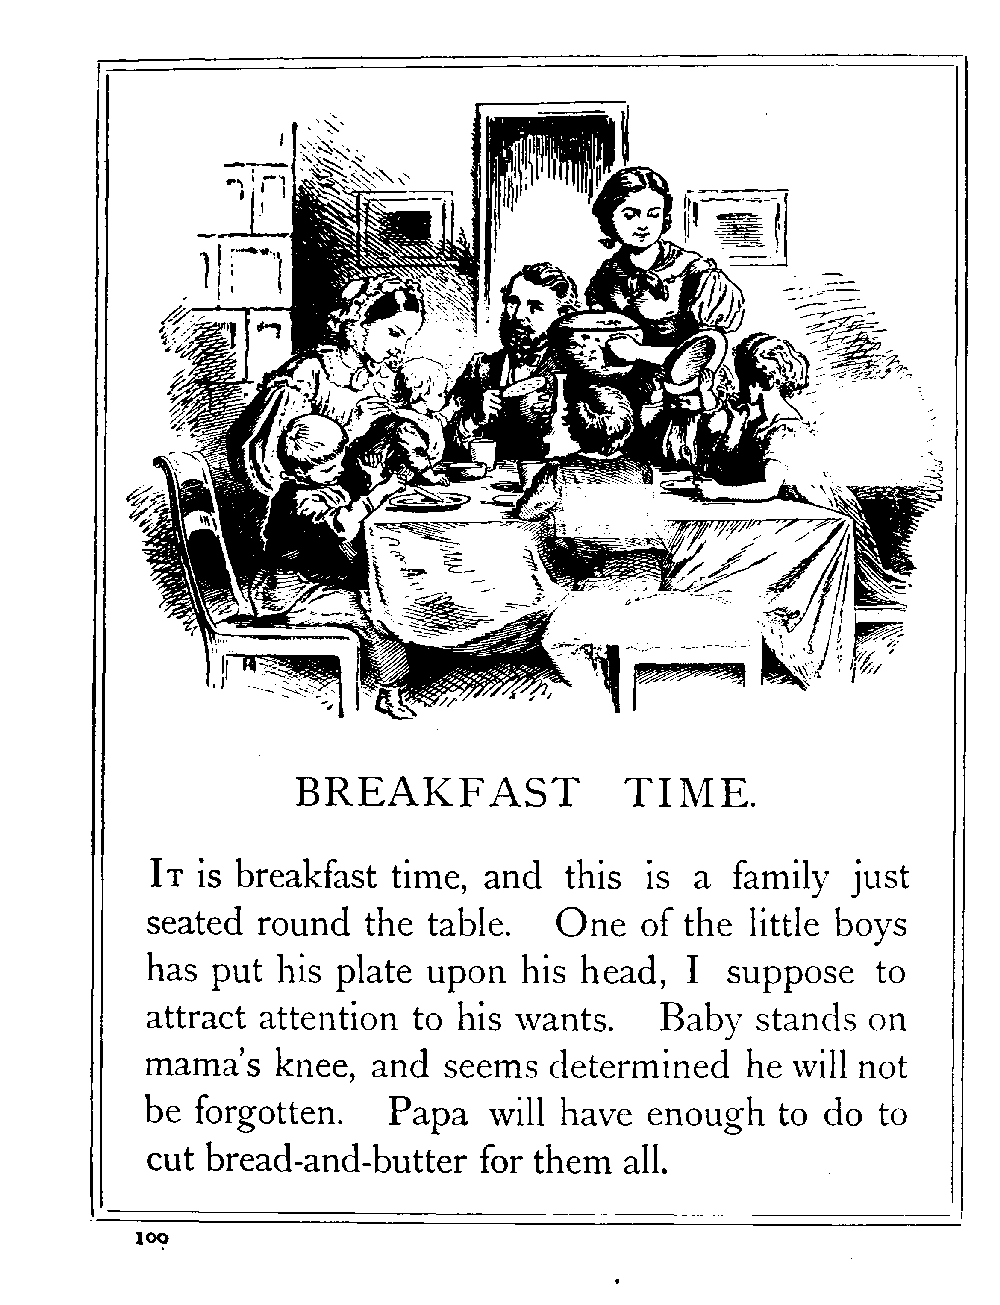 BREAKFAST TIME.
IT is breakfast time, and this is a family just
seated round the table. One of the little boys
has put his plate upon his head, I suppose to
attract attention to his wants. Baby stands on
mama's knee, and seems determined he will not
be forgotten. Papa will have enough to do to
cut bread-and-butter for them all.
100